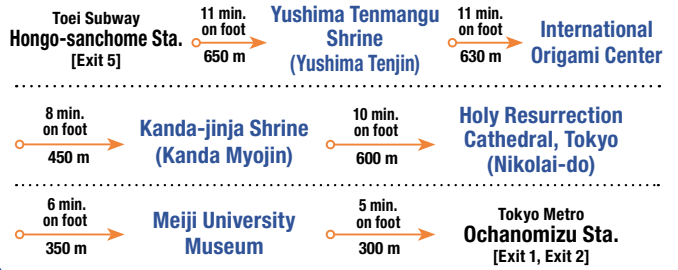 Toei Subway
Hongo-sanchome Sta.
[Exit 5]
11 min.
on foot
650 m
Yushima Tenmangu
Shrine
(Yushima Tenjin)
11 min.
on foot
630 m
International
Origami Center
8 min.
on foot
450 m
Kanda-jinja Shrine
(Kanda Myojin)
10 min.
on foot
600 m
Holy Resurrection
Cathedral, Tokyo
(Nikolai-do)
6 min.
on foot
350 m
Meiji University
Museum
5 min.
on foot
300 m
Tokyo Metro
Ochanomizu Sta.
[Exit 1, Exit 2]